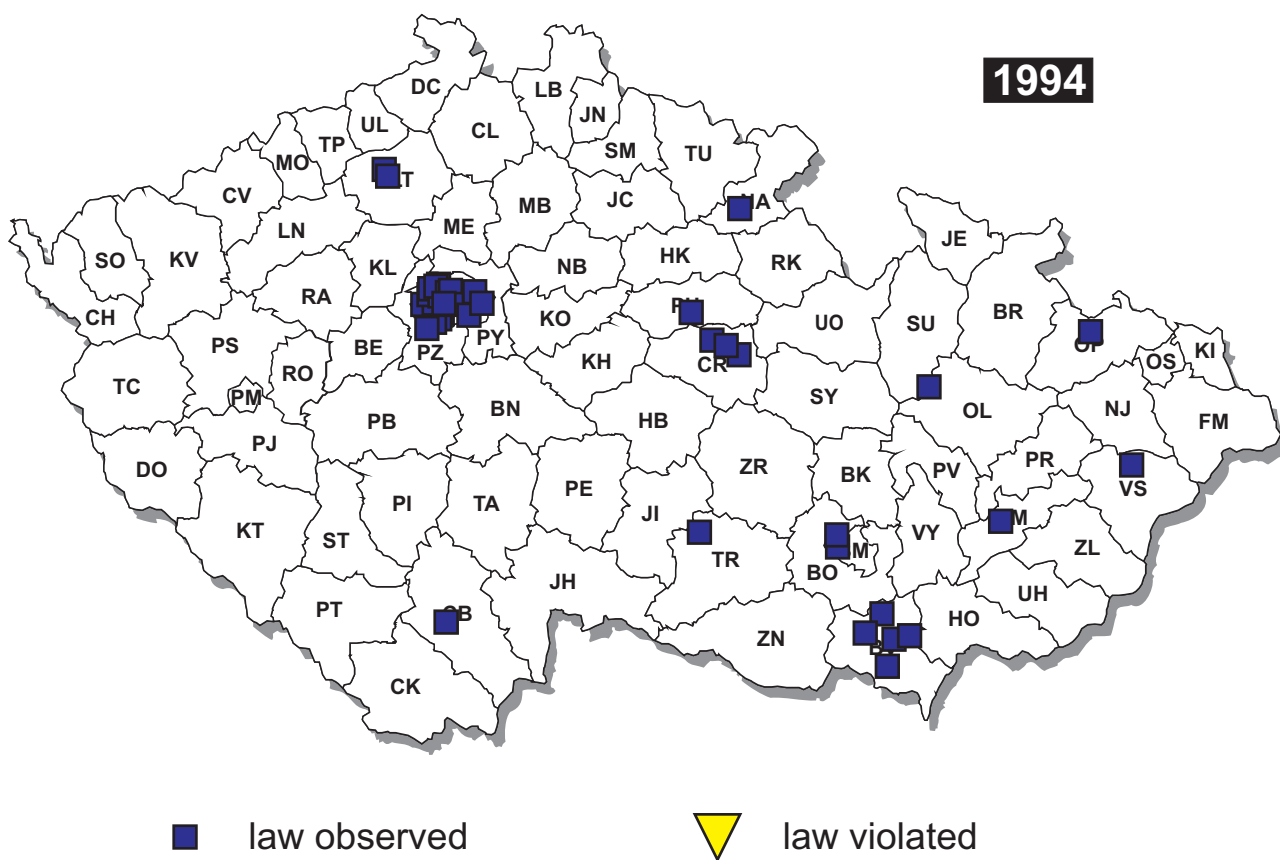 1994
DC
LB
JN
UL
TP
CL
MO
SM
TU
CV
MB
JC
ME
LN
SO
KV
KL
NB
HK
RK
JE
RA
CH
KO
UO
SU
BR
PS
BE
PZ
PY
KH
CR
OS
KI
TC
RO
PM
SY
OL
NJ
FM
PB
BN
HB
PJ
DO
ZR
BK
PV
PR
VS
KT
PI
TA
PE
JI
ST
TR
BO
VY
ZL
PT
JH
UH
HO
ZN
CK
law observed
law violated